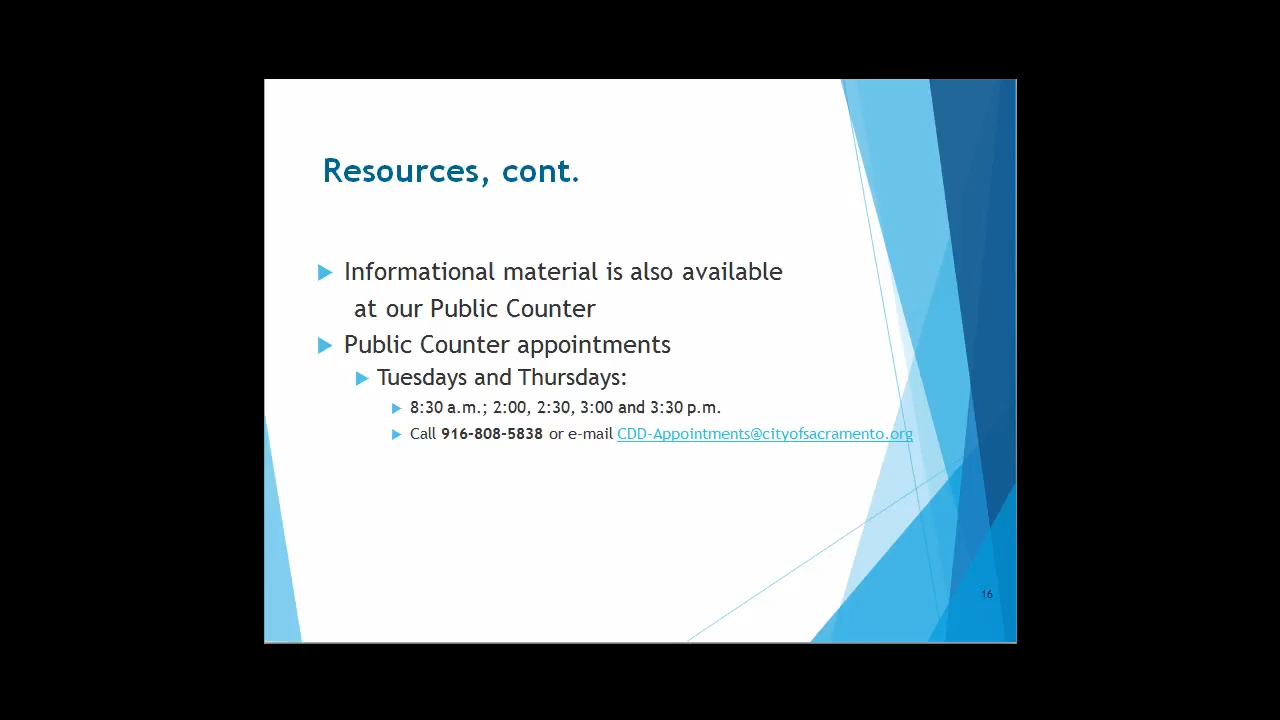 Resources, cont.
Informational material is also available
at our Public Counter
Public Counter appointments
Tuesdays and Thursdays:
8:30 a.m.; 2:00, 2:30, 3:00 and 3:30 p.m.
Call 916-808-5838 or e-mail CDD-Appointments@cityofsacramento.org
16